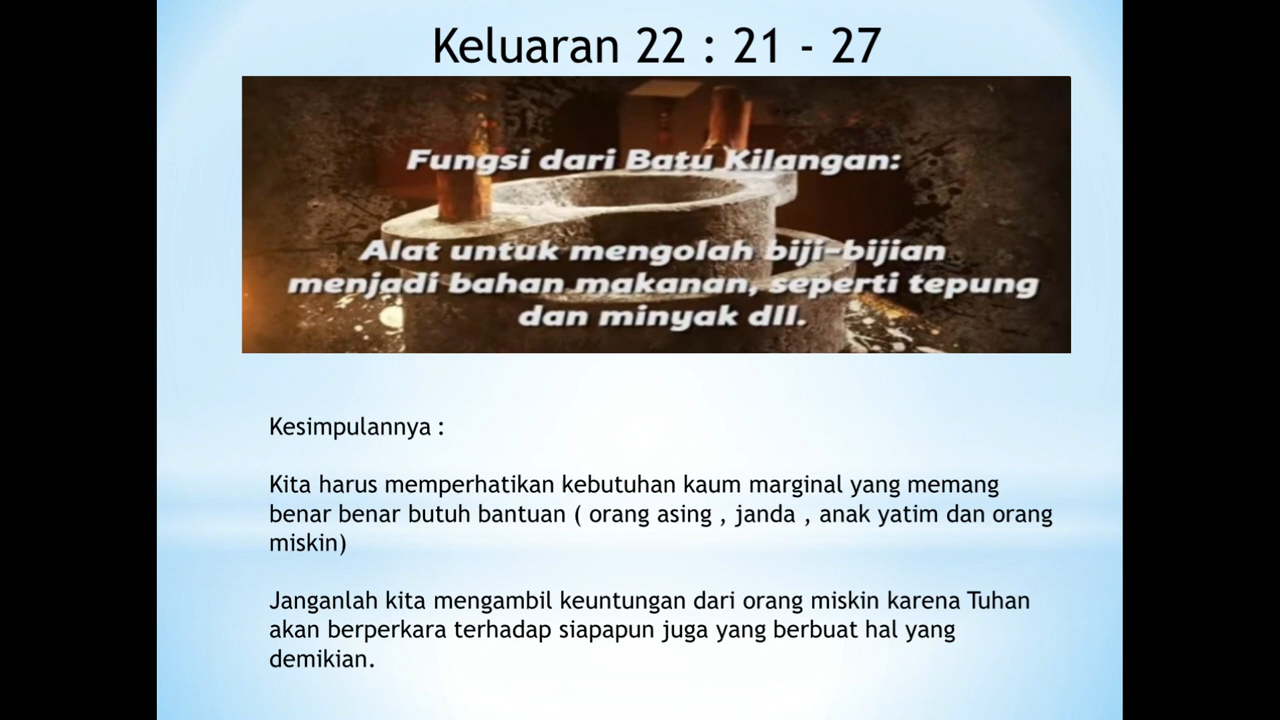 Keluaran 22 : 21 - 27
Fungsi dari Batu Kilangan:
Alat untuk mengolah biji-bijian
menjadi bahan makanan, seperti tepung
dan minyak dll.
Kesimpulannya :
Kita harus memperhatikan kebutuhan kaum marginal yang memang
benar benar butuh bantuan ( orang asing , janda , anak yatim dan orang
miskin)
Janganlah kita mengambil keuntungan dari orang miskin karena Tuhan
akan berperkara terhadap siapapun juga yang berbuat hal yang
demikian.